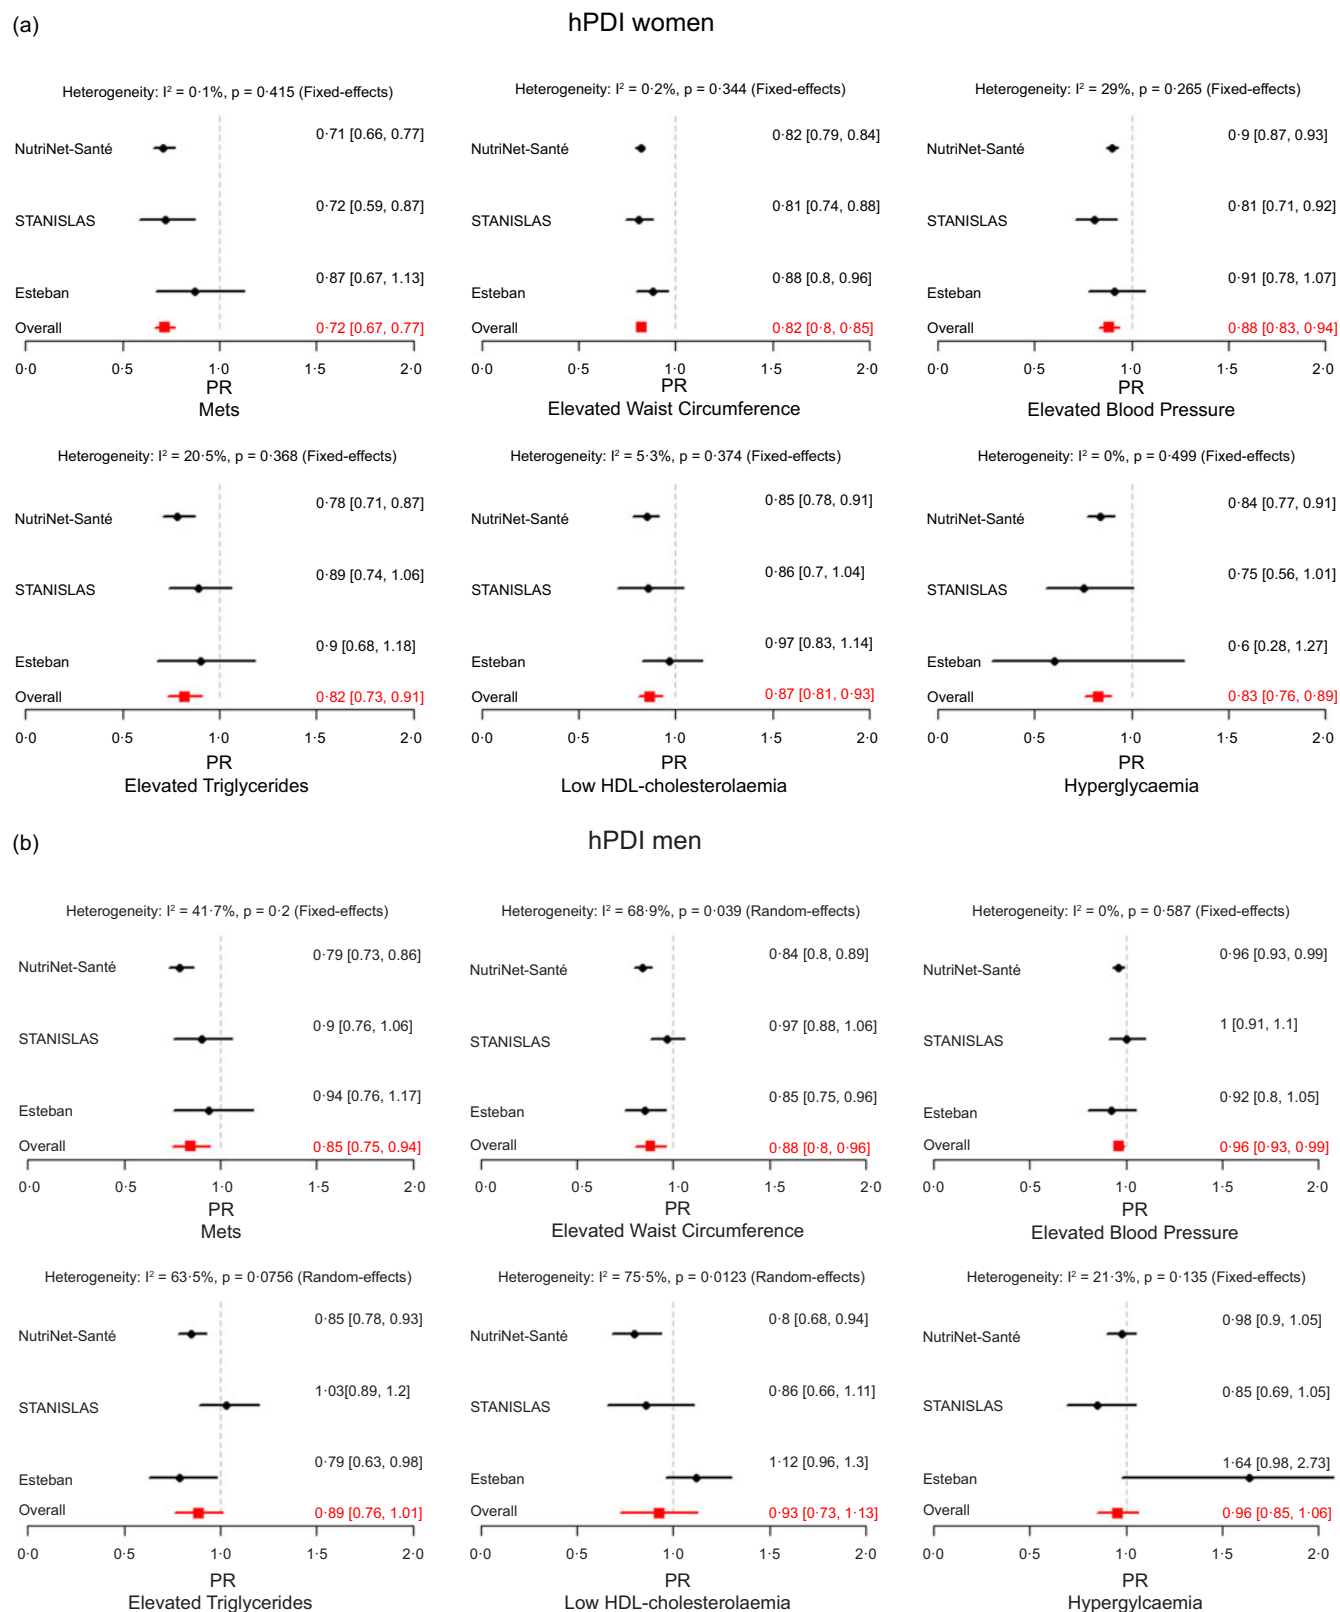 (a)
hPDI women
Heterogeneity: I² = 0·1%, p = 0·415 (Fixed-effects)
NutriNet-Santé 0·71 [0.66, 0.77]
STANISLAS 0·72 [0.59, 0.87]
Esteban 0·87 [0.67, 1.13]
Overall 0·72 [0.67, 0.77]
0·0 0·5 1·0 1·5 2·0
PR
Mets
Heterogeneity: I² = 0·2%, p = 0·344 (Fixed-effects)
NutriNet-Santé 0·82 [0.79, 0.84]
STANISLAS 0·81 [0.74, 0.88]
Esteban 0·88 [0.8, 0.96]
Overall 0·82 [0.8, 0.85]
0·0 0·5 1·0 1·5 2·0
PR
Elevated Waist Circumference
Heterogeneity: I² = 29%, p = 0·265 (Fixed-effects)
NutriNet-Santé 0·9 [0.87, 0.93]
STANISLAS 0·81 [0.71, 0.92]
Esteban 0·91 [0.78, 1.07]
Overall 0·88 [0.83, 0.94]
0·0 0·5 1·0 1·5 2·0
PR
Elevated Blood Pressure
Heterogeneity: I² = 20·5%, p = 0·368 (Fixed-effects)
NutriNet-Santé 0·78 [0.71, 0.87]
STANISLAS 0·89 [0.74, 1.06]
Esteban 0·9 [0.68, 1.18]
Overall 0·82 [0.73, 0.91]
0·0 0·5 1·0 1·5 2·0
PR
Elevated Triglycerides
Heterogeneity: I² = 5·3%, p = 0·374 (Fixed-effects)
NutriNet-Santé 0·85 [0.78, 0.91]
STANISLAS 0·86 [0.7, 1.04]
Esteban 0·97 [0.83, 1.14]
Overall 0·87 [0.81, 0.93]
0·0 0·5 1·0 1·5 2·0
PR
Low HDL-cholesterolaemia
Heterogeneity: I² = 0%, p = 0·499 (Fixed-effects)
NutriNet-Santé 0·84 [0.77, 0.91]
STANISLAS 0·75 [0.56, 1.01]
Esteban 0·6 [0.28, 1.27]
Overall 0·83 [0.76, 0.89]
0·0 0·5 1·0 1·5 2·0
PR
Hyperglycaemia
(b)
hPDI men
Heterogeneity: I² = 41·7%, p = 0·2 (Fixed-effects)
NutriNet-Santé 0·79 [0.73, 0.86]
STANISLAS 0·9 [0.76, 1.06]
Esteban 0·94 [0.76, 1.17]
Overall 0·85 [0.75, 0.94]
0·0 0·5 1·0 1·5 2·0
PR
Mets
Heterogeneity: I² = 68·9%, p = 0·039 (Random-effects)
NutriNet-Santé 0·84 [0.8, 0.89]
STANISLAS 0·97 [0.88, 1.06]
Esteban 0·85 [0.75, 0.96]
Overall 0·88 [0.8, 0.96]
0·0 0·5 1·0 1·5 2·0
PR
Elevated Waist Circumference
Heterogeneity: I² = 0%, p = 0·587 (Fixed-effects)
NutriNet-Santé 0·96 [0.93, 0.99]
STANISLAS 1 [0.91, 1.1]
Esteban 0·92 [0.8, 1.05]
Overall 0·96 [0.93, 0.99]
0·0 0·5 1·0 1·5 2·0
PR
Elevated Blood Pressure
Heterogeneity: I² = 63·5%, p = 0·0756 (Random-effects)
NutriNet-Santé 0·85 [0.78, 0.93]
STANISLAS 1·03[0.89, 1.2]
Esteban 0·79 [0.63, 0.98]
Overall 0·89 [0.76, 1.01]
0·0 0·5 1·0 1·5 2·0
PR
Elevated Triglycerides
Heterogeneity: I² = 75·5%, p = 0·0123 (Random-effects)
NutriNet-Santé 0·8 [0.68, 0.94]
STANISLAS 0·86 [0.66, 1.11]
Esteban 1·12 [0.96, 1.3]
Overall 0·93 [0.73, 1·13]
0·0 0·5 1·0 1·5 2·0
PR
Low HDL-cholesterolaemia
Heterogeneity: I² = 21·3%, p = 0·135 (Fixed-effects)
NutriNet-Santé 0·98 [0.9, 1.05]
STANISLAS 0·85 [0.69, 1.05]
Esteban 1·64 [0.98, 2.73]
Overall 0·96 [0.85, 1·06]
0·0 0·5 1·0 1·5 2·0
PR
Hyperglycaemia